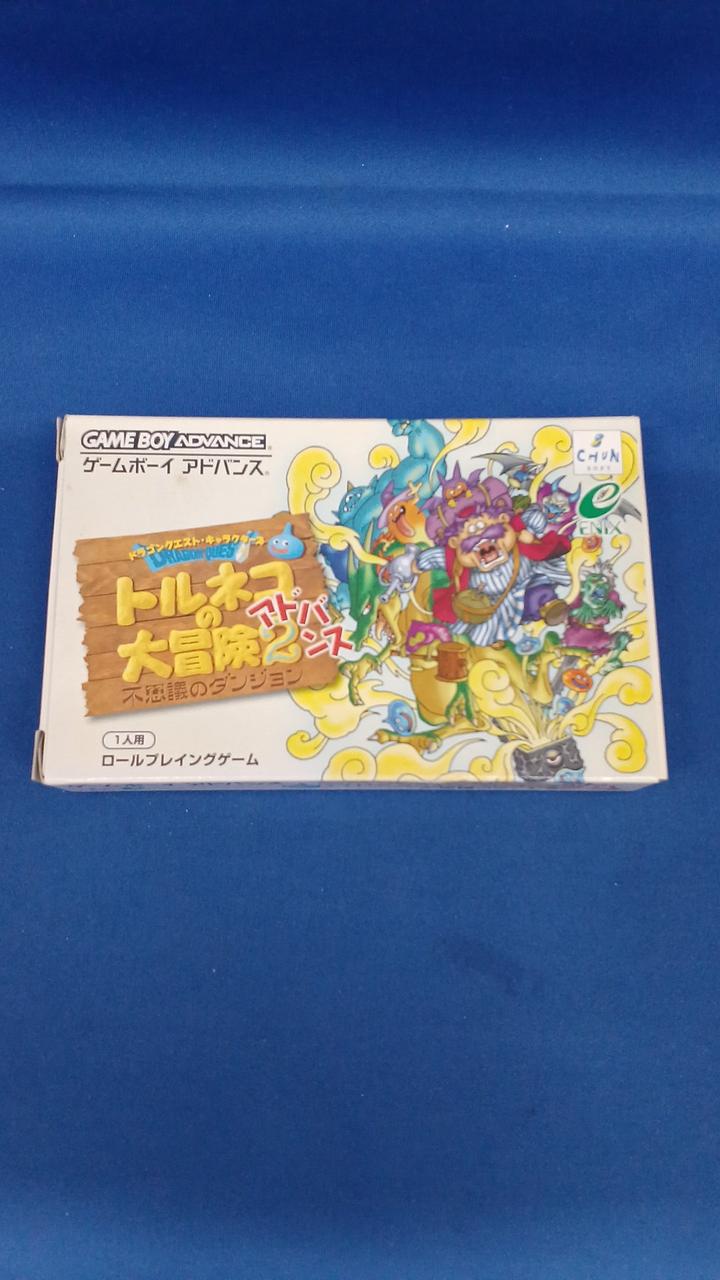 GAME BOY ADVANCE
ゲームボーイ アドバンス
ドラゴンクエスト・キャラクターズ
DRAGON QUEST
トルネコ
の
大冒険2
アドバンス
不思議のダンジョン
1人用
ロールプレイングゲーム
CHUN
SOFT
ENIX